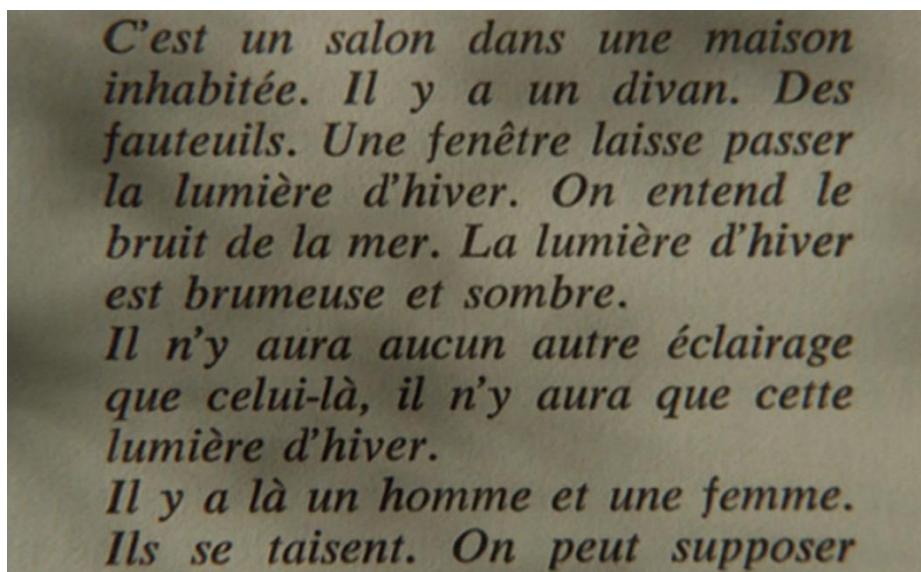 C'est un salon dans une maison
inhabitée. Il y a un divan. Des
fauteuils. Une fenêtre laisse passer
la lumière d'hiver. On entend le
bruit de la mer. La lumière d'hiver
est brumeuse et sombre.
Il n'y aura aucun autre éclairage
que celui-là, il n'y aura que cette
lumière d'hiver.
Il y a là un homme et une femme.
Ils se taisent. On peut supposer